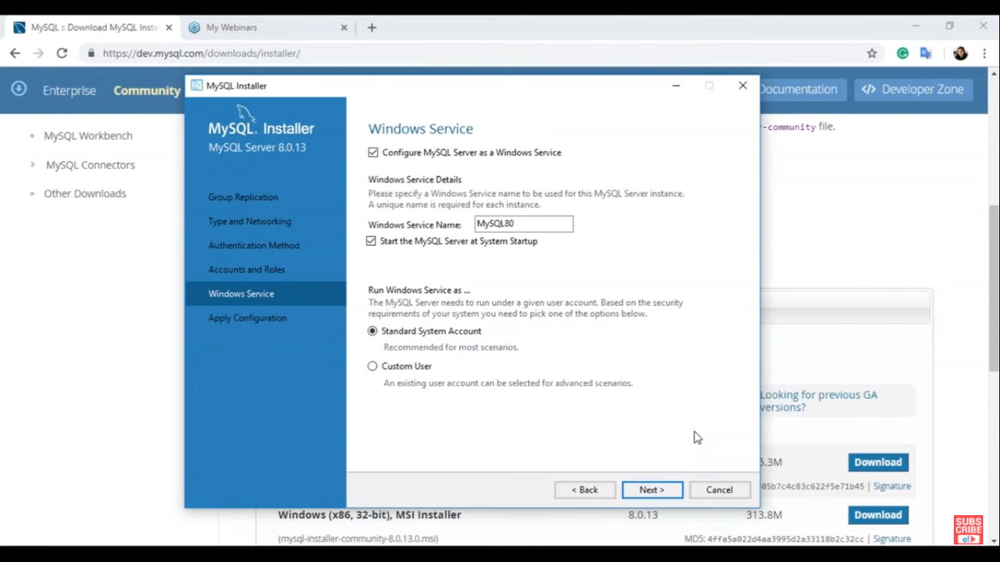 MySQL :: Download MySQL Insta
My Webinars
https://dev.mysql.com/downloads/installer/
Enterprise
Community
Documentation
Developer Zone
MySQL Workbench
MySQL Connectors
Other Downloads
-community file.
MySQL Installer
MySQL. Installer
MySQL Server 8.0.13
Group Replication
Type and Networking
Authentication Method
Accounts and Roles
Windows Service
Apply Configuration
Windows Service
Configure MySQL Server as a Windows Service
Windows Service Details
Please specify a Windows Service name to be used for this MySQL Server instance.
A unique name is required for each instance.
Windows Service Name: MySQL80
Start the MySQL Server at System Startup
Run Windows Service as ...
The MySQL Server needs to run under a given user account. Based on the security
requirements of your system you need to pick one of the options below.
Standard System Account
Recommended for most scenarios.
Custom User
An existing user account can be selected for advanced scenarios.
< Back
Next >
Cancel
Looking for previous GA
versions?
5.3M
Download
05b7c4c83c622f5e71b45 | Signature
Windows (x86, 32-bit), MSI Installer
8.0.13
313.8M
Download
(mysql-installer-community-8.0.13.0.msi)
MD5: 4ffa5a022d4aa3995d2a33118b2c32cc | Signature
SUBS
CRIBE
e!